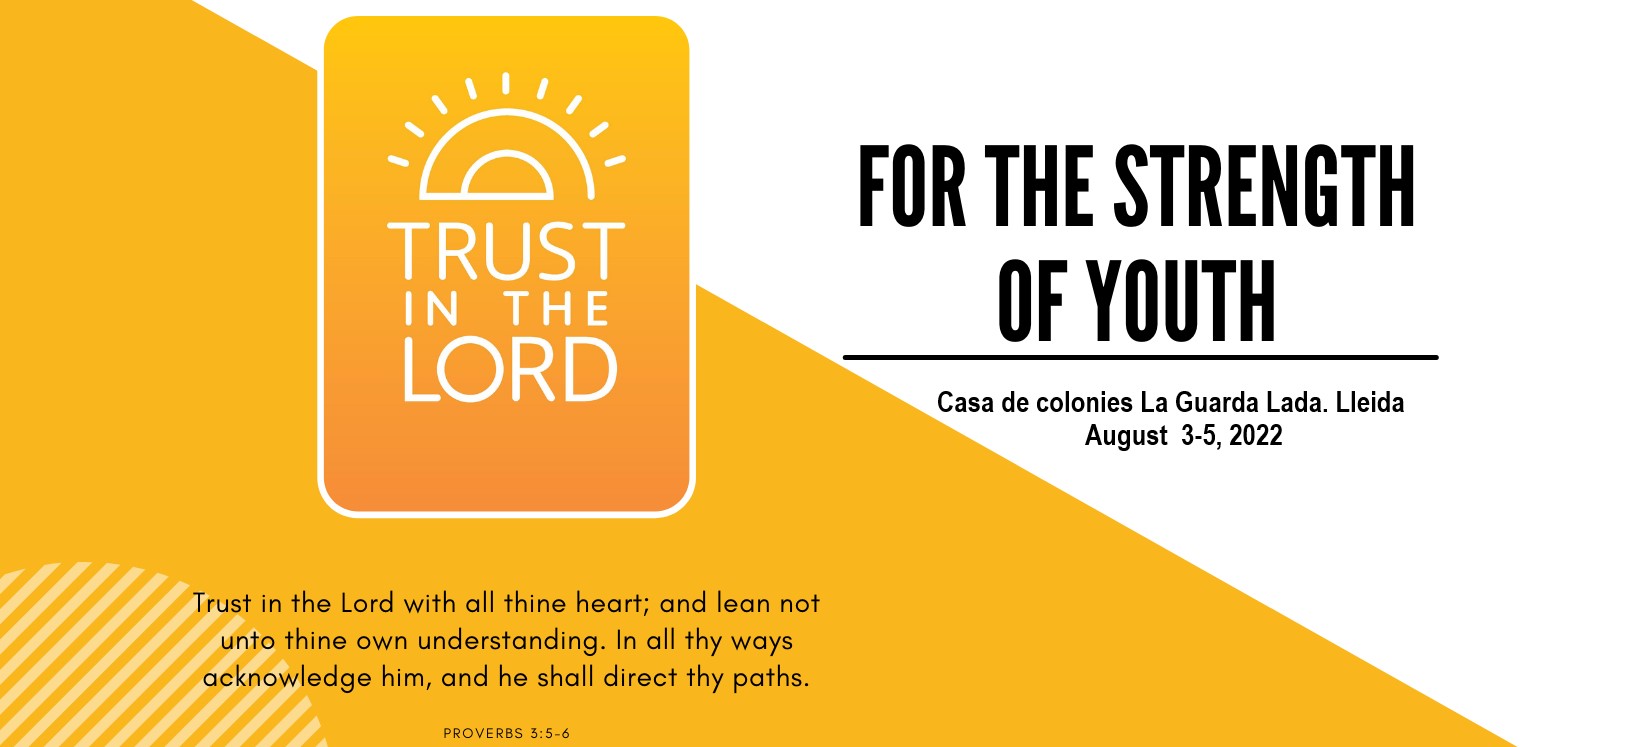 TRUST
IN THE
LORD
FOR THE STRENGTH
OF YOUTH
Casa de colonies La Guarda Lada. Lleida
August  3-5, 2022
Trust in the Lord with all thine heart; and lean not
unto thine own understanding. In all thy ways
acknowledge him, and he shall direct thy paths.
PROVERBS 3:5-6